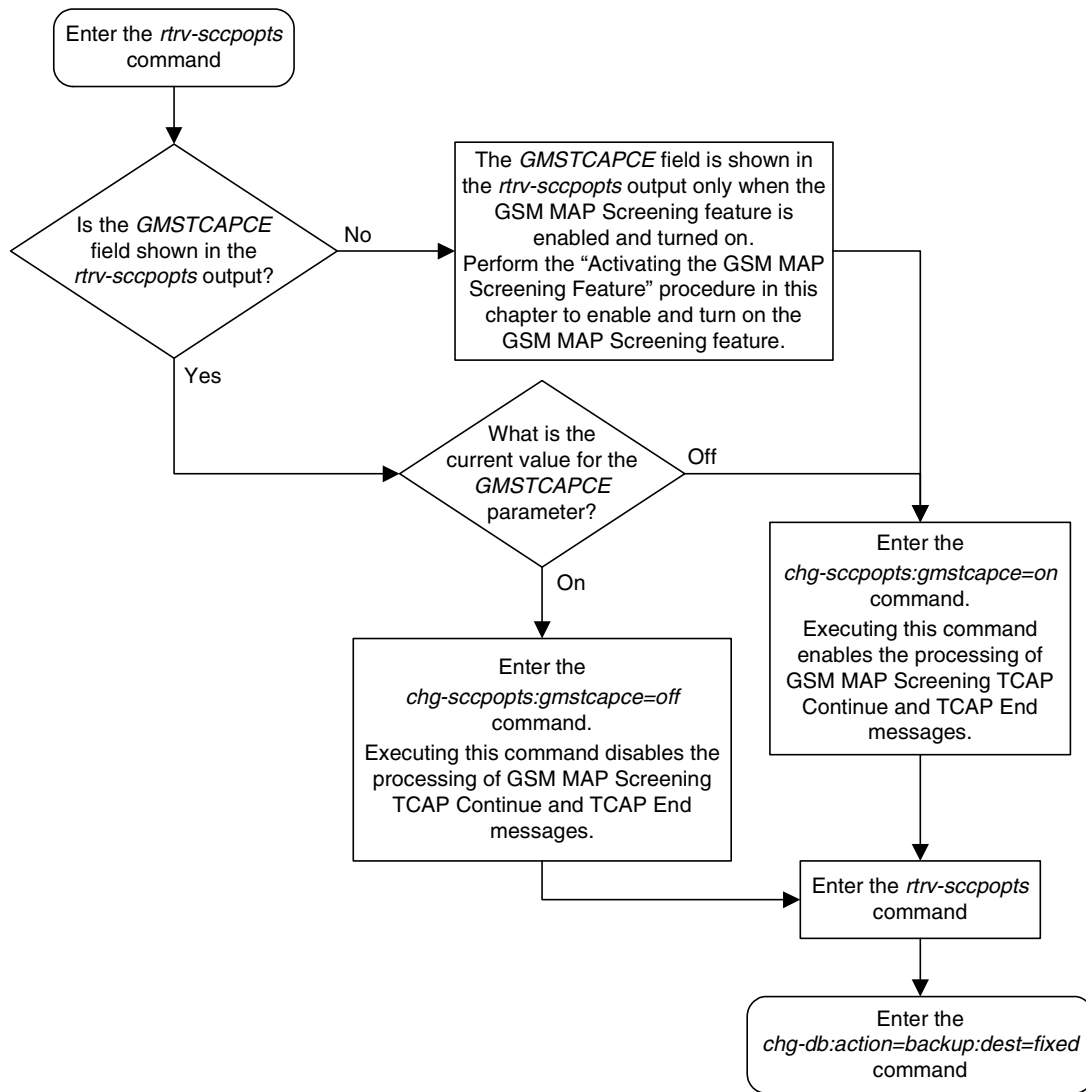 Enter the rtrv-sccpopts
command
Is the GMSTCAPCE
field shown in the
rtrv-sccpopts output?
No
Yes
The GMSTCAPCE field is shown in
the rtrv-sccpopts output only when the
GSM MAP Screening feature is
enabled and turned on.
Perform the “Activating the GSM MAP
Screening Feature” procedure in this
chapter to enable and turn on the
GSM MAP Screening feature.
What is the
current value for the
GMSTCAPCE
parameter?
Off
On
Enter the
chg-sccpopts:gmstcapce=on
command.
Executing this command
enables the processing of
GSM MAP Screening TCAP
Continue and TCAP End
messages.
Enter the
chg-sccpopts:gmstcapce=off
command.
Executing this command disables the
processing of GSM MAP Screening
TCAP Continue and TCAP End
messages.
Enter the rtrv-sccpopts
command
Enter the
chg-db:action=backup:dest=fixed
command